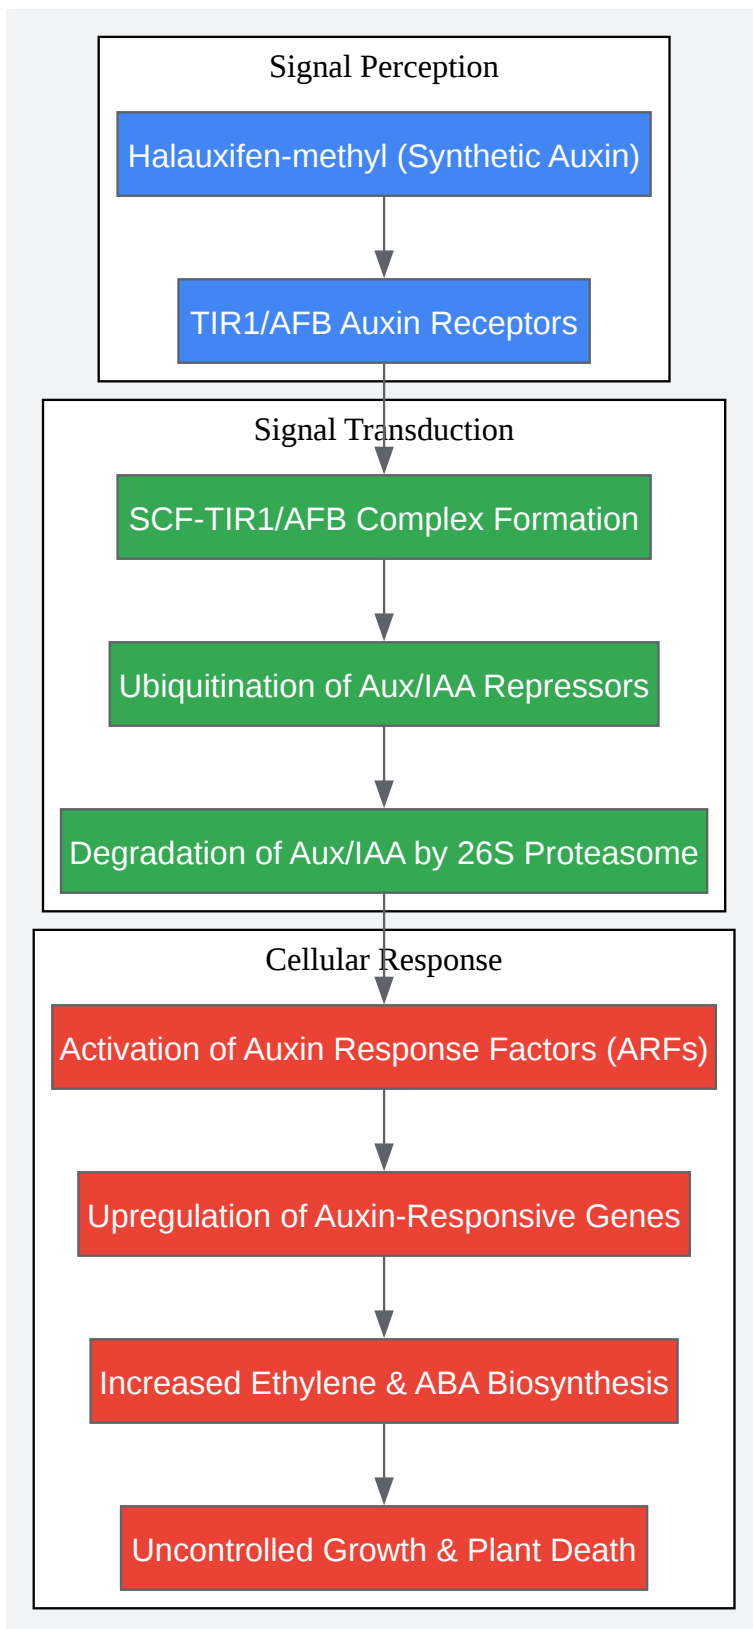 Signal Perception
Halauxifen-methyl (Synthetic Auxin)
TIR1/AFB Auxin Receptors
Signal Transduction
SCF-TIR1/AFB Complex Formation
Ubiquitination of Aux/IAA Repressors
Degradation of Aux/IAA by 26S Proteasome
Cellular Response
Activation of Auxin Response Factors (ARFs)
Upregulation of Auxin-Responsive Genes
Increased Ethylene & ABA Biosynthesis
Uncontrolled Growth & Plant Death